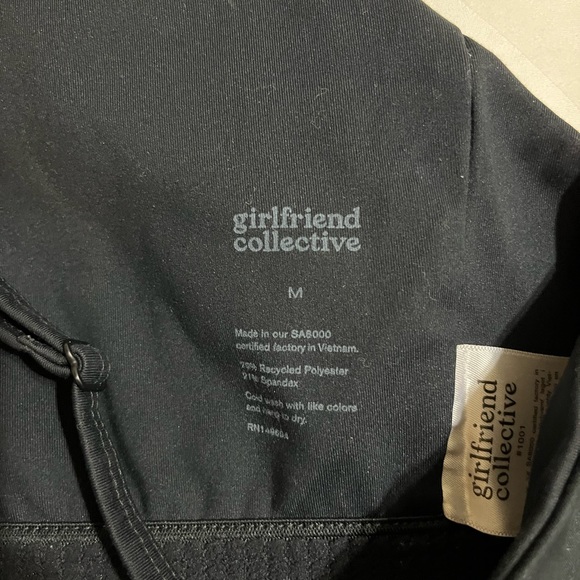 girlfriend
collective
M
Made in our SA8000
certified factory in Vietnam.
79% Recycled Polyester
21% Spandex
Cold wash with like colors
and hang to dry.
girlfriend
collective
#1001